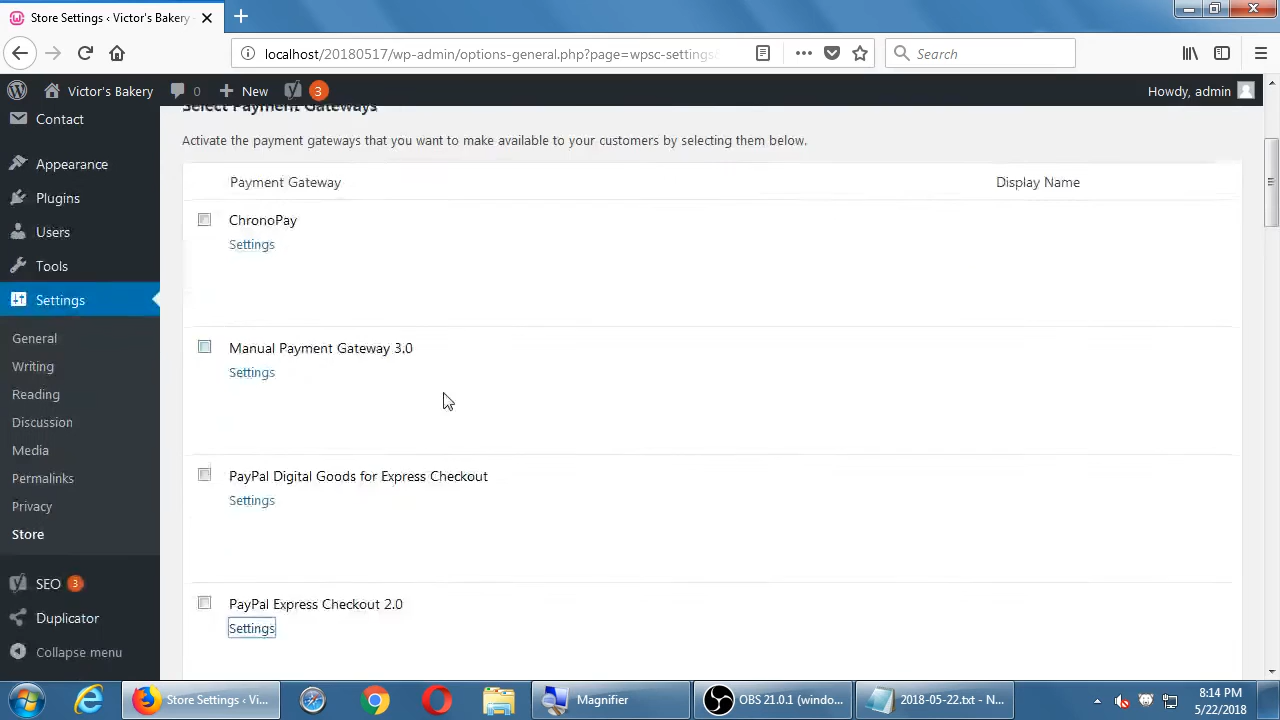 Store Settings ‹ Victor's Bakery
localhost/20180517/wp-admin/options-general.php?page=wpsc-settings
Search
Victor's Bakery
0
New
3
Howdy, admin
Contact
Appearance
Plugins
Users
Tools
Settings
General
Writing
Reading
Discussion
Media
Permalinks
Privacy
Store
SEO 3
Duplicator
Collapse menu
Select Payment Gateways
Activate the payment gateways that you want to make available to your customers by selecting them below.
Payment Gateway
Display Name
ChronoPay
Settings
Manual Payment Gateway 3.0
Settings
PayPal Digital Goods for Express Checkout
Settings
PayPal Express Checkout 2.0
Settings
Store Settings ‹ Vi...
Magnifier
OBS 21.0.1 (windo...
2018-05-22.txt - N...
8:14 PM
5/22/2018